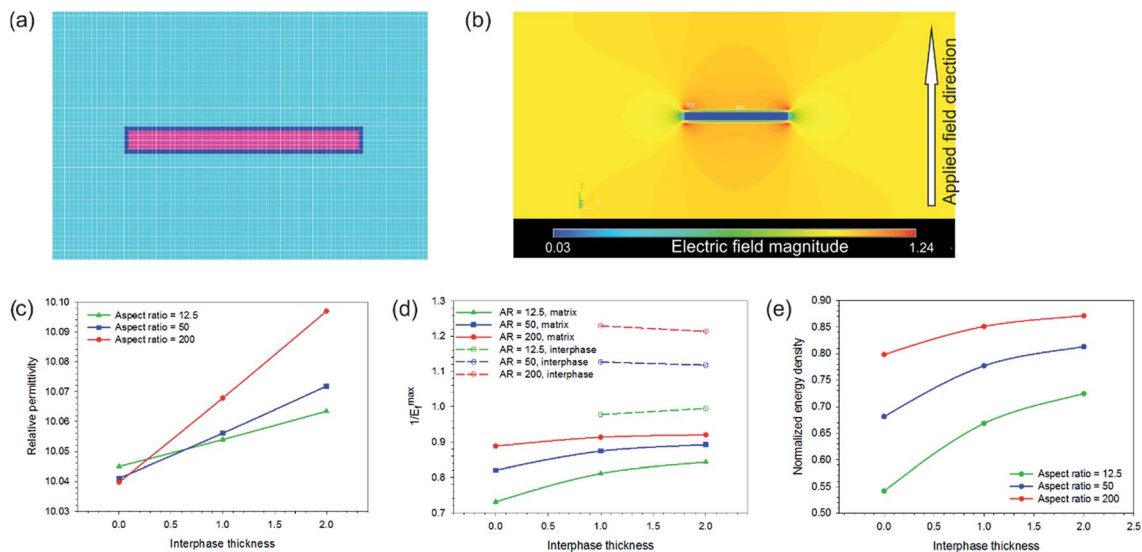 (a)
(b)
MX
MN
Applied field direction
0.03
Electric field magnitude
1.24
(c)
10.10
10.09
10.08
10.07
10.06
10.05
10.04
10.03
Relative permittivity
Aspect ratio = 12.5
Aspect ratio = 50
Aspect ratio = 200
0.0 0.5 1.0 1.5 2.0
Interphase thickness
(d)
1.3
1.2
1.1
1.0
0.9
0.8
0.7
1/Ef^max
AR = 12.5, matrix
AR = 50, matrix
AR = 200, matrix
AR = 12.5, interphase
AR = 50, interphase
AR = 200, interphase
0.0 0.5 1.0 1.5 2.0
Interphase thickness
(e)
0.90
0.85
0.80
0.75
0.70
0.65
0.60
0.55
0.50
Normalized energy density
Aspect ratio = 12.5
Aspect ratio = 50
Aspect ratio = 200
0.0 0.5 1.0 1.5 2.0 2.5
Interphase thickness